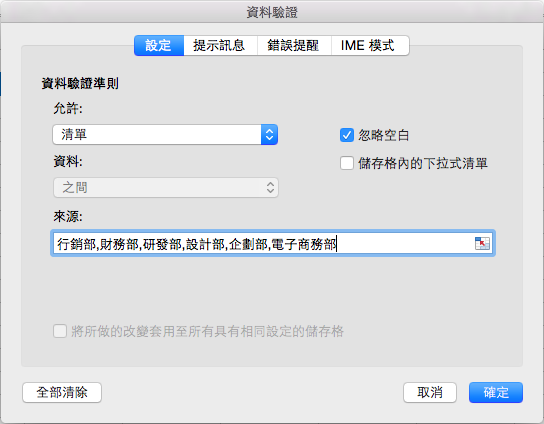 資料驗證
設定 提示訊息 錯誤提醒 IME 模式
資料驗證準則
允許:
清單
忽略空白
資料:
儲存格內的下拉式清單
之間
來源:
行銷部,財務部,研發部,設計部,企劃部,電子商務部
將所做的改變套用至所有具有相同設定的儲存格
全部清除 取消 確定